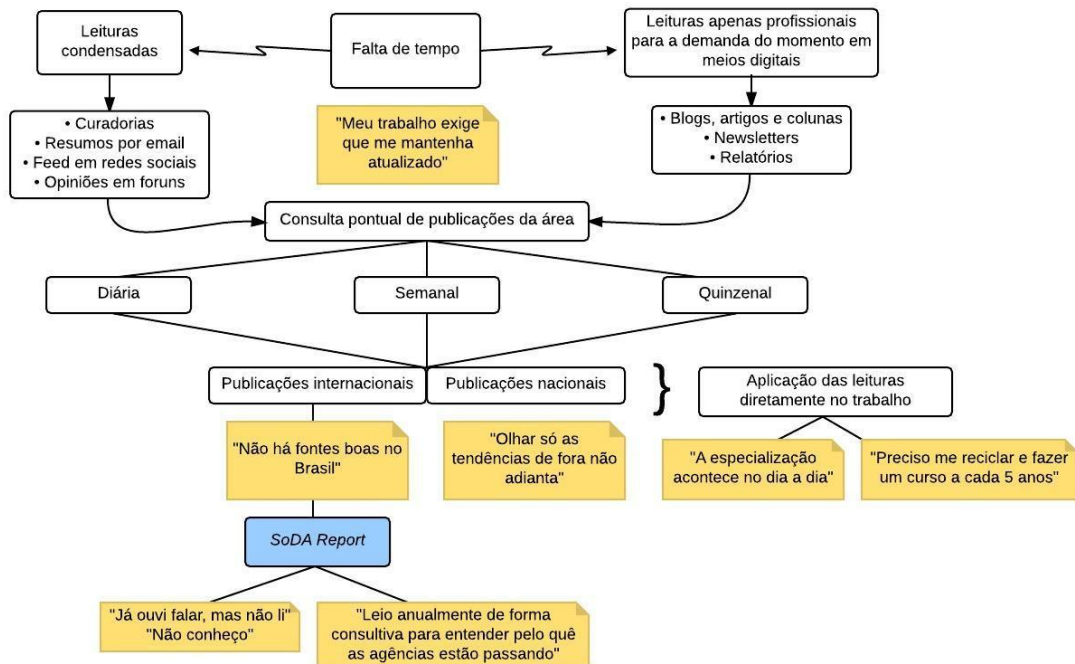 Leituras
condensadas
Falta de tempo
Leituras apenas profissionais
para a demanda do momento em
meios digitais
• Curadorias
• Resumos por email
• Feed em redes sociais
• Opiniões em foruns
"Meu trabalho exige
que me mantenha
atualizado"
• Blogs, artigos e colunas
• Newsletters
• Relatórios
Consulta pontual de publicações da área
Diária
Semanal
Quinzenal
Publicações internacionais
Publicações nacionais
}
Aplicação das leituras
diretamente no trabalho
"Não há fontes boas no
Brasil"
"Olhar só as
tendências de fora não
adianta"
"A especialização
acontece no dia a dia"
"Preciso me reciclar e fazer
um curso a cada 5 anos"
SoDA Report
"Já ouvi falar, mas não li"
"Não conheço"
"Leio anualmente de forma
consultiva para entender pelo quê
as agências estão passando"